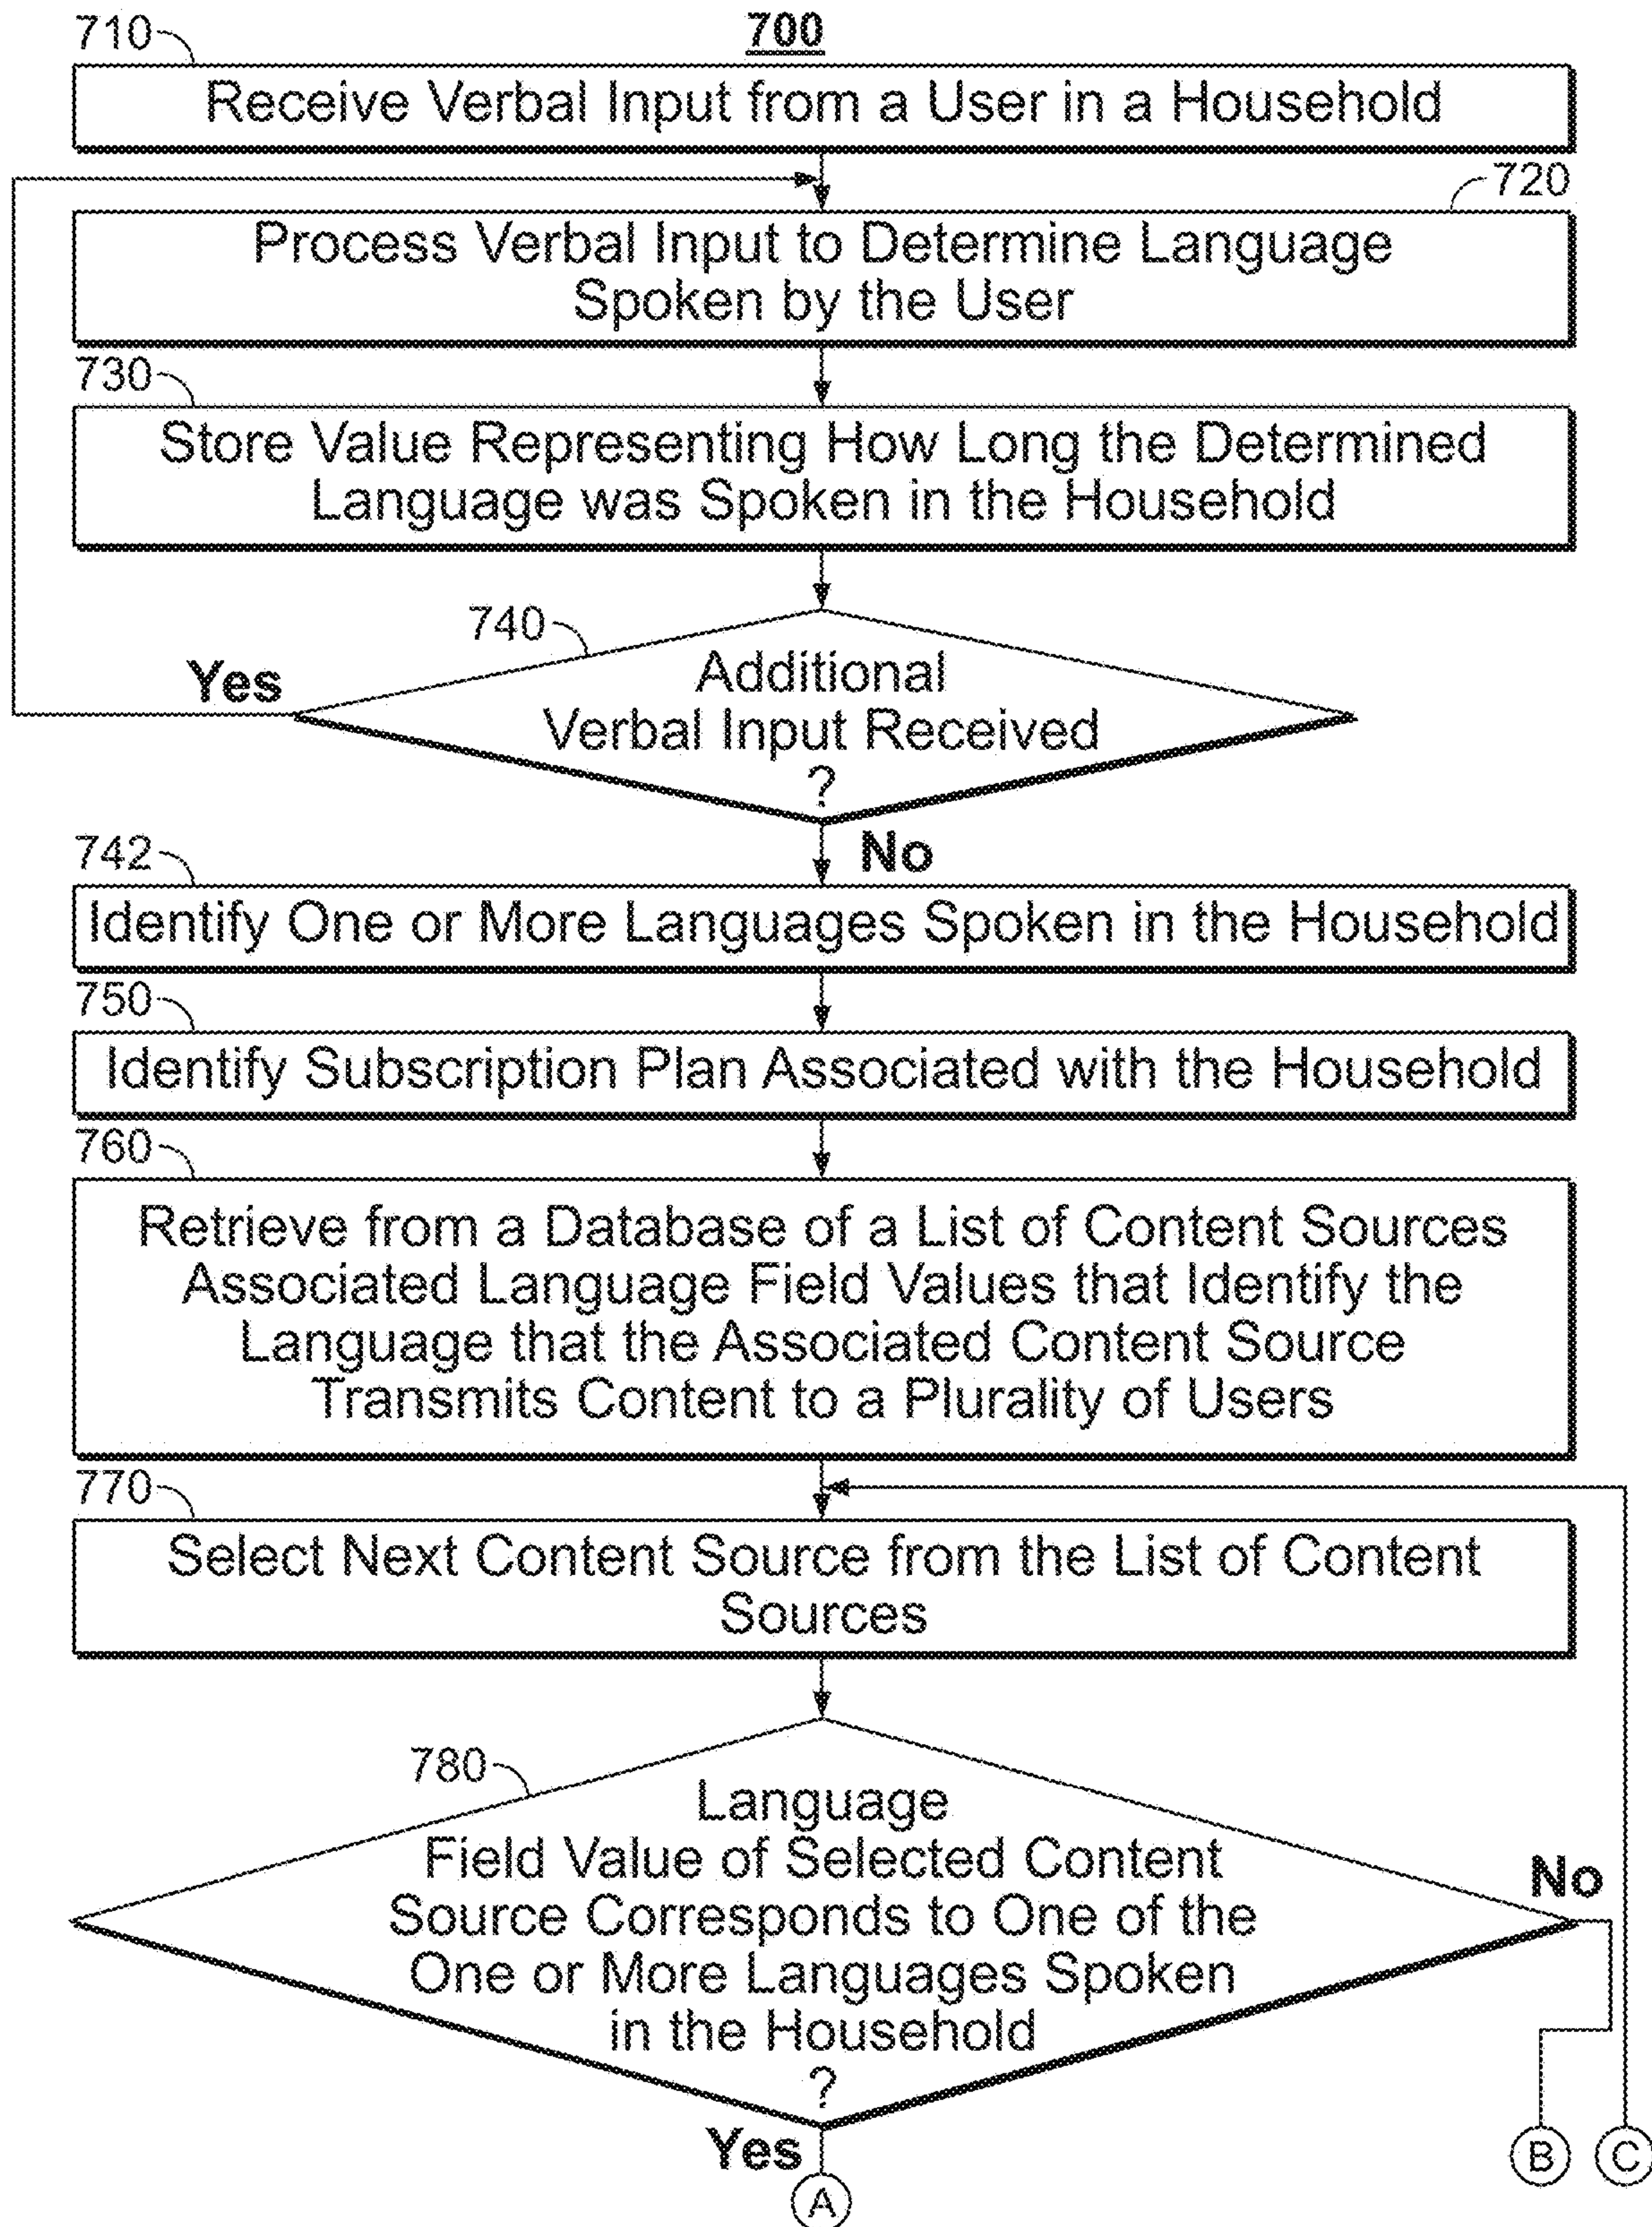 700
710
Receive Verbal Input from a User in a Household
720
Process Verbal Input to Determine Language
Spoken by the User
730
Store Value Representing How Long the Determined
Language was Spoken in the Household
740
Additional
Verbal Input Received
?
Yes
No
742
Identify One or More Languages Spoken in the Household
750
Identify Subscription Plan Associated with the Household
760
Retrieve from a Database of a List of Content Sources
Associated Language Field Values that Identify the
Language that the Associated Content Source
Transmits Content to a Plurality of Users
770
Select Next Content Source from the List of Content
Sources
780
Language
Field Value of Selected Content
Source Corresponds to One of the
One or More Languages Spoken
in the Household
?
No
Yes
A
B
C